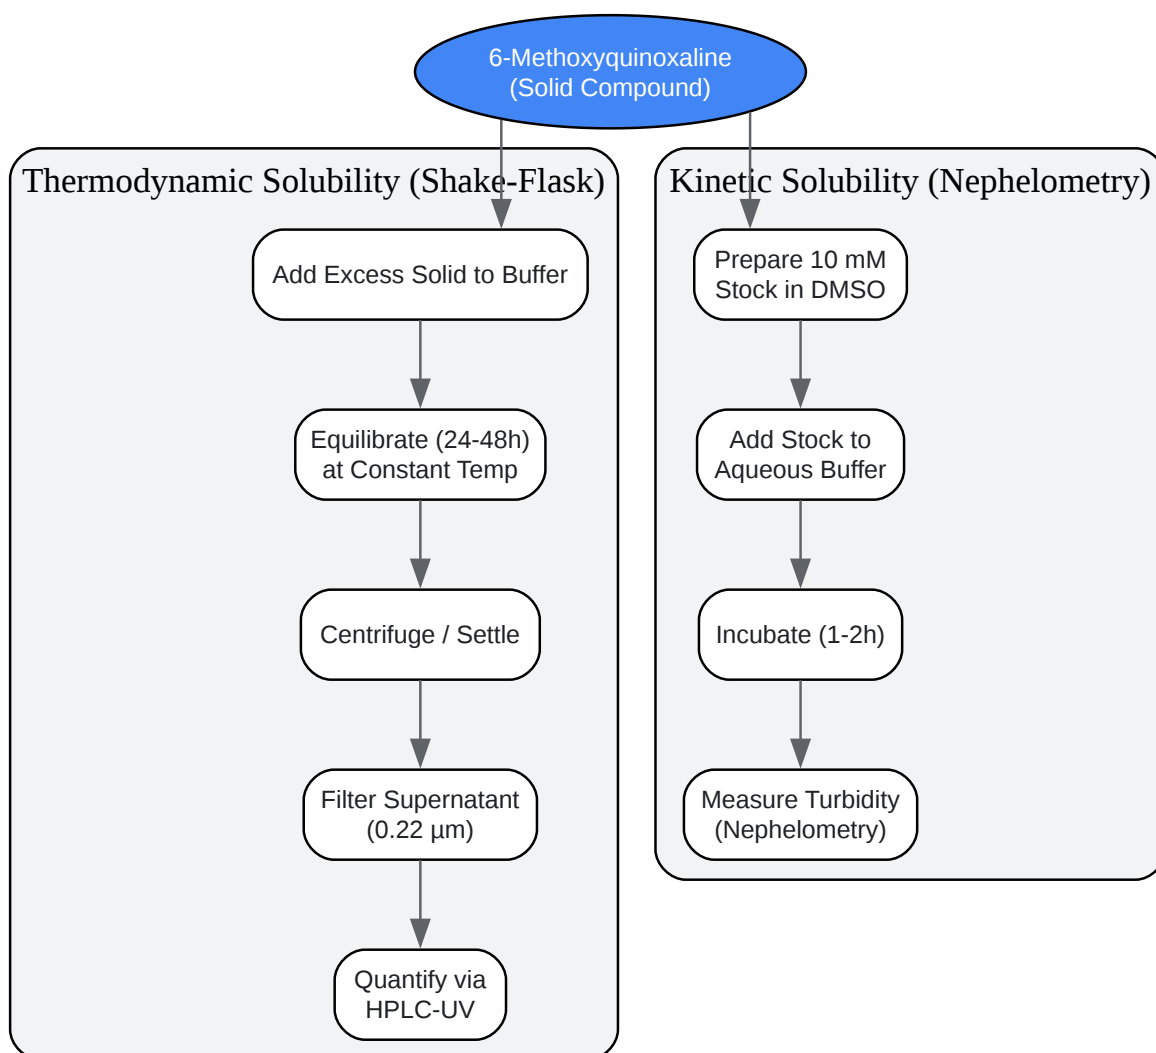 6-Methoxyquinoxaline
(Solid Compound)
Thermodynamic Solubility (Shake-Flask)
Add Excess Solid to Buffer
Equilibrate (24-48h)
at Constant Temp
Centrifuge / Settle
Filter Supernatant
(0.22 µm)
Quantify via
HPLC-UV
Kinetic Solubility (Nephelometry)
Prepare 10 mM
Stock in DMSO
Add Stock to
Aqueous Buffer
Incubate (1-2h)
Measure Turbidity
(Nephelometry)